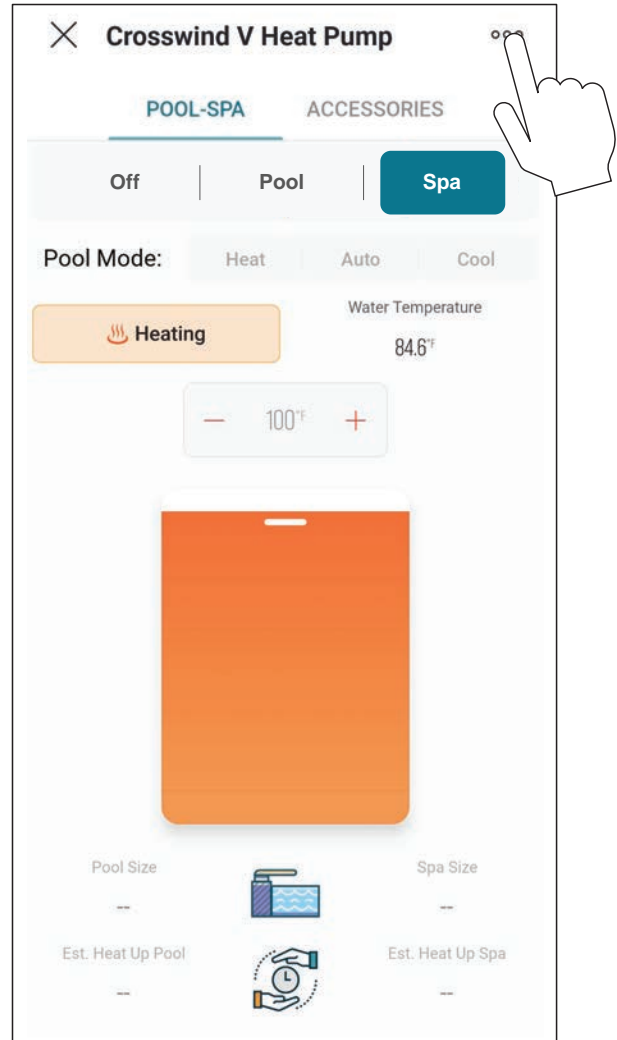 Crosswind V Heat Pump
POOL-SPA ACCESSORIES
Off Pool Spa
Pool Mode: Heat Auto Cool
Water Temperature
Heating
84.6°F
− 100°F +
Pool Size Spa Size
-- --
Est. Heat Up Pool Est. Heat Up Spa
-- --